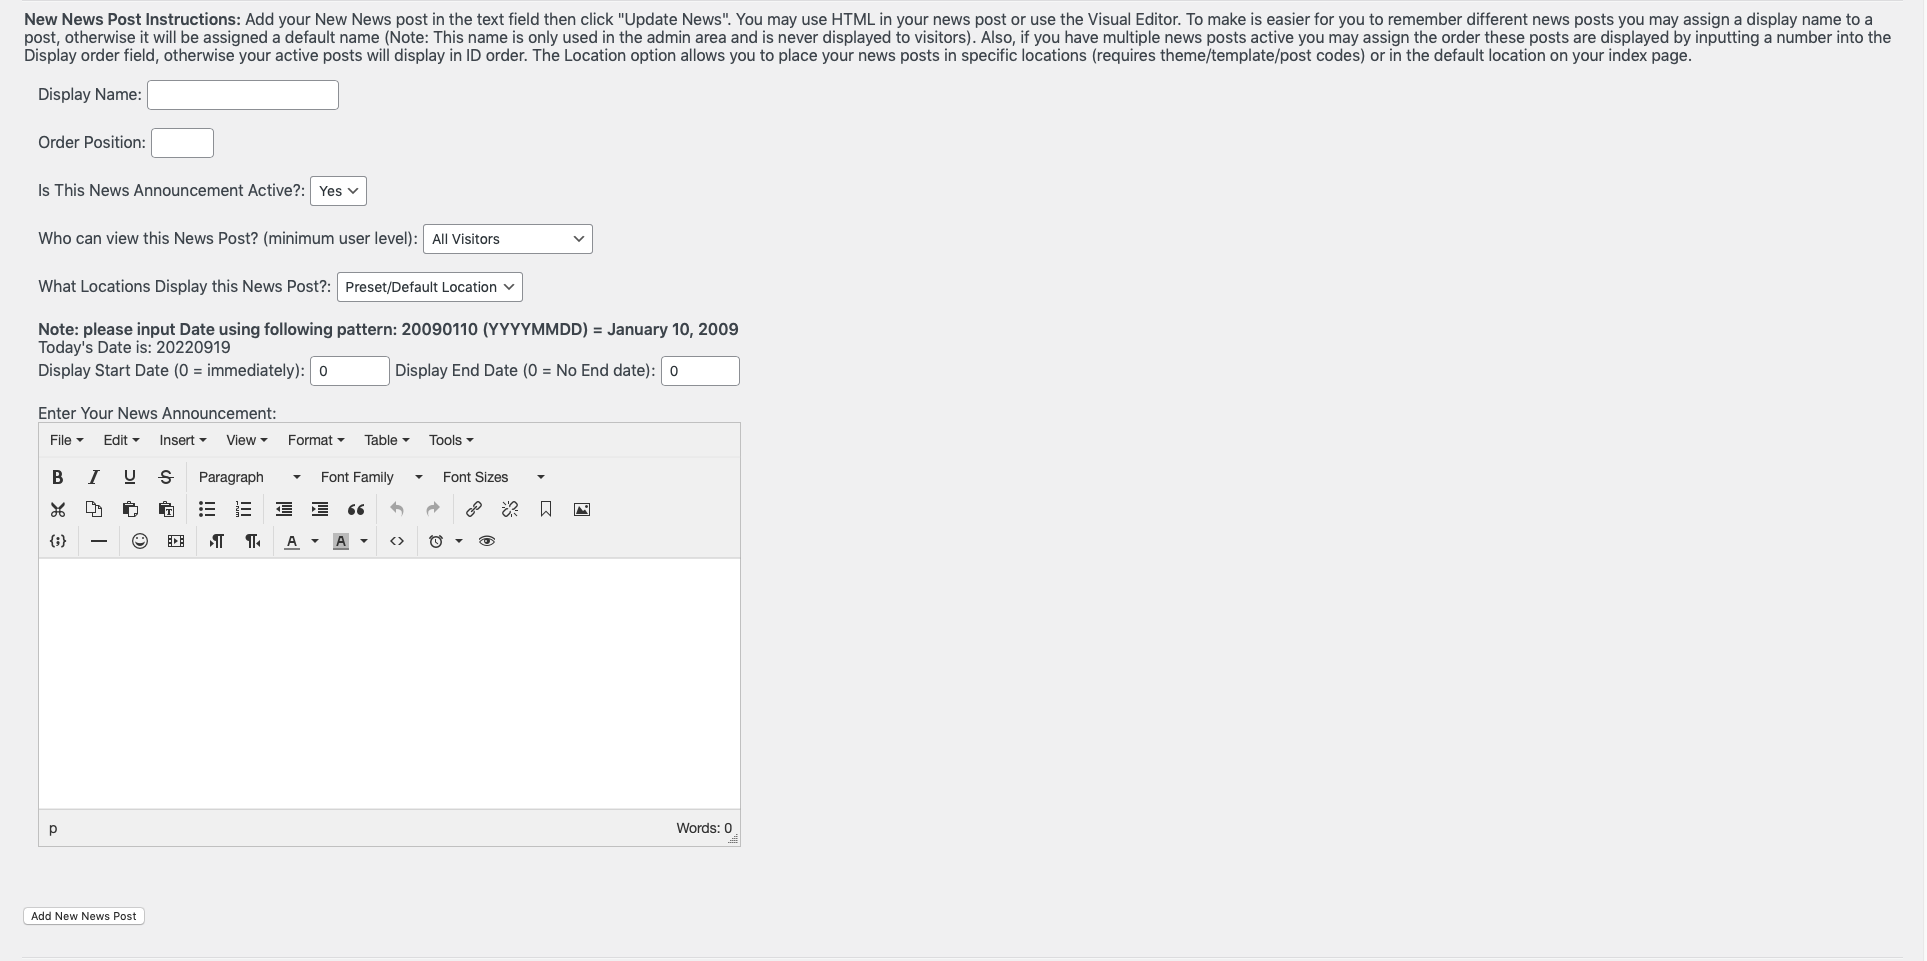 New News Post Instructions: Add your New News post in the text field then click "Update News". You may use HTML in your news post or use the Visual Editor. To make is easier for you to remember different news posts you may assign a display name to a
post, otherwise it will be assigned a default name (Note: This name is only used in the admin area and is never displayed to visitors). Also, if you have multiple news posts active you may assign the order these posts are displayed by inputting a number into the
Display order field, otherwise your active posts will display in ID order. The Location option allows you to place your news posts in specific locations (requires theme/template/post codes) or in the default location on your index page.
Display Name:
Order Position:
Is This News Announcement Active?: Yes
Who can view this News Post? (minimum user level): All Visitors
What Locations Display this News Post?: Preset/Default Location
Note: please input Date using following pattern: 20090110 (YYYYMMDD) = January 10, 2009
Today's Date is: 20220919
Display Start Date (0 = immediately): 0 Display End Date (0 = No End date): 0
Enter Your News Announcement:
File Edit Insert View Format Table Tools
Paragraph Font Family Font Sizes
p Words: 0
Add New News Post